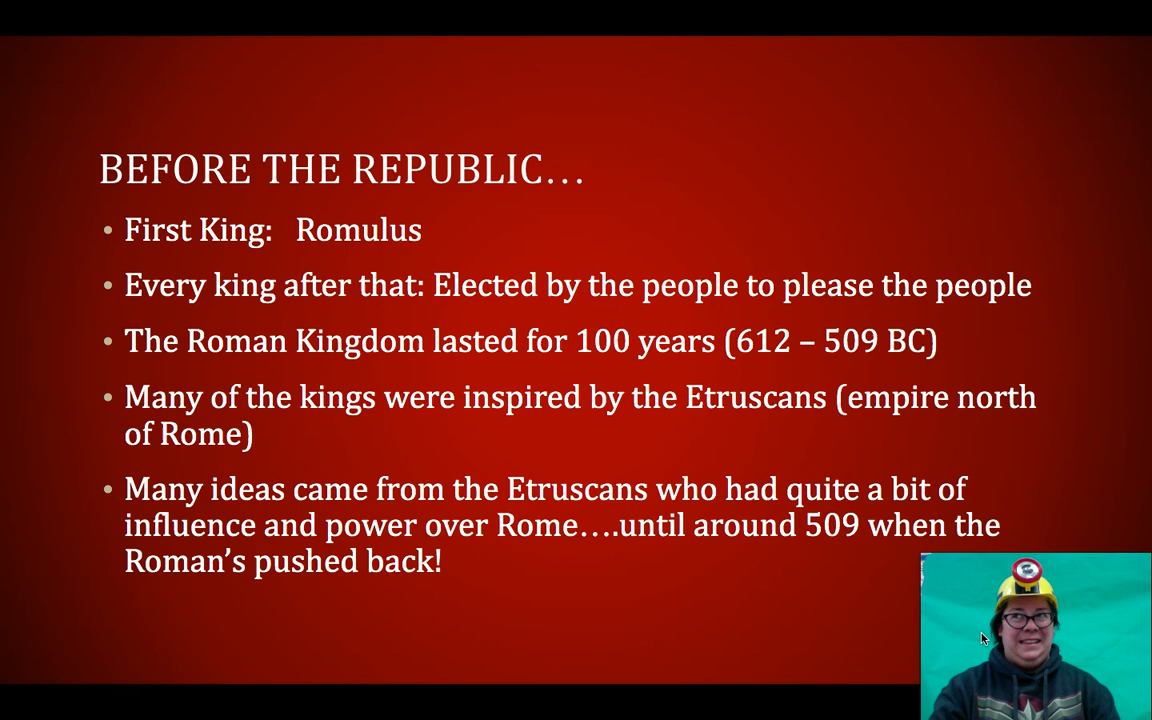 BEFORE THE REPUBLIC…
• First King:   Romulus
• Every king after that: Elected by the people to please the people
• The Roman Kingdom lasted for 100 years (612 – 509 BC)
• Many of the kings were inspired by the Etruscans (empire north
of Rome)
• Many ideas came from the Etruscans who had quite a bit of
influence and power over Rome….until around 509 when the
Roman’s pushed back!